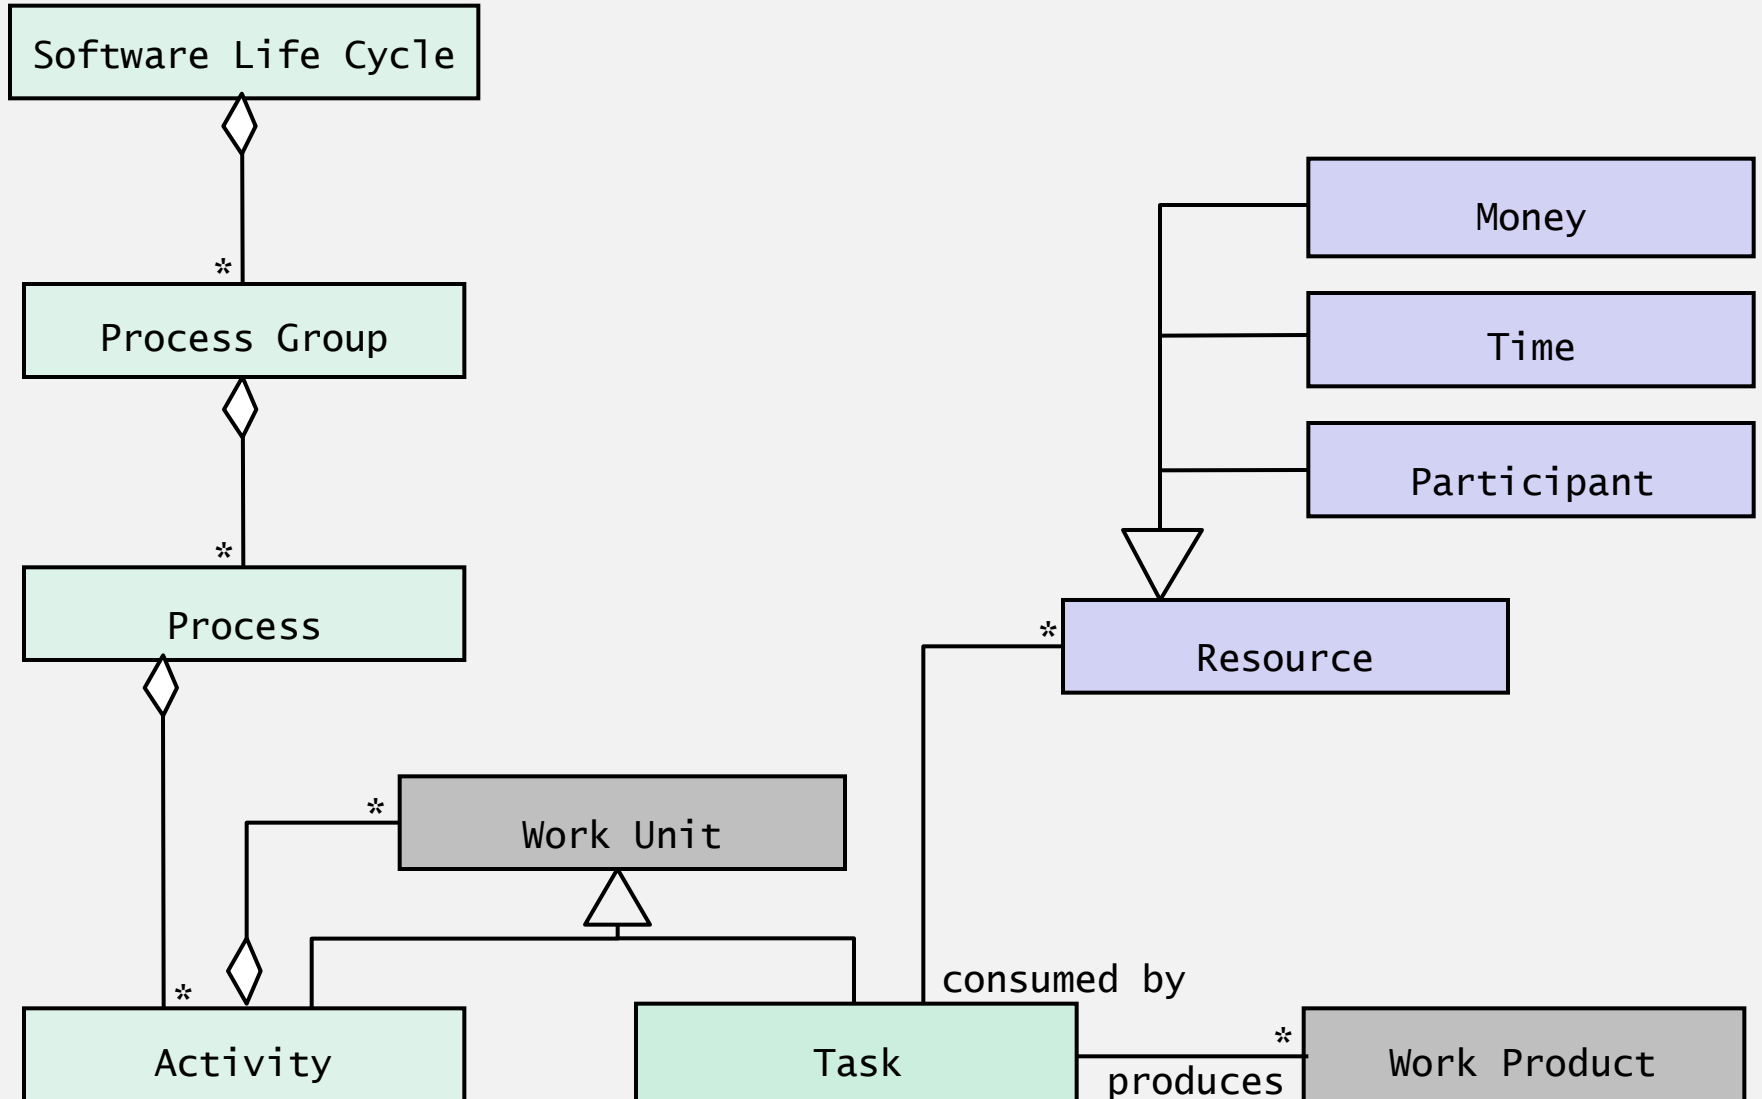 Software Life Cycle
*
Process Group
*
Process
*
Activity
*
Work Unit
Money
Time
Participant
*
Resource
consumed by
Task
*
produces
Work Product